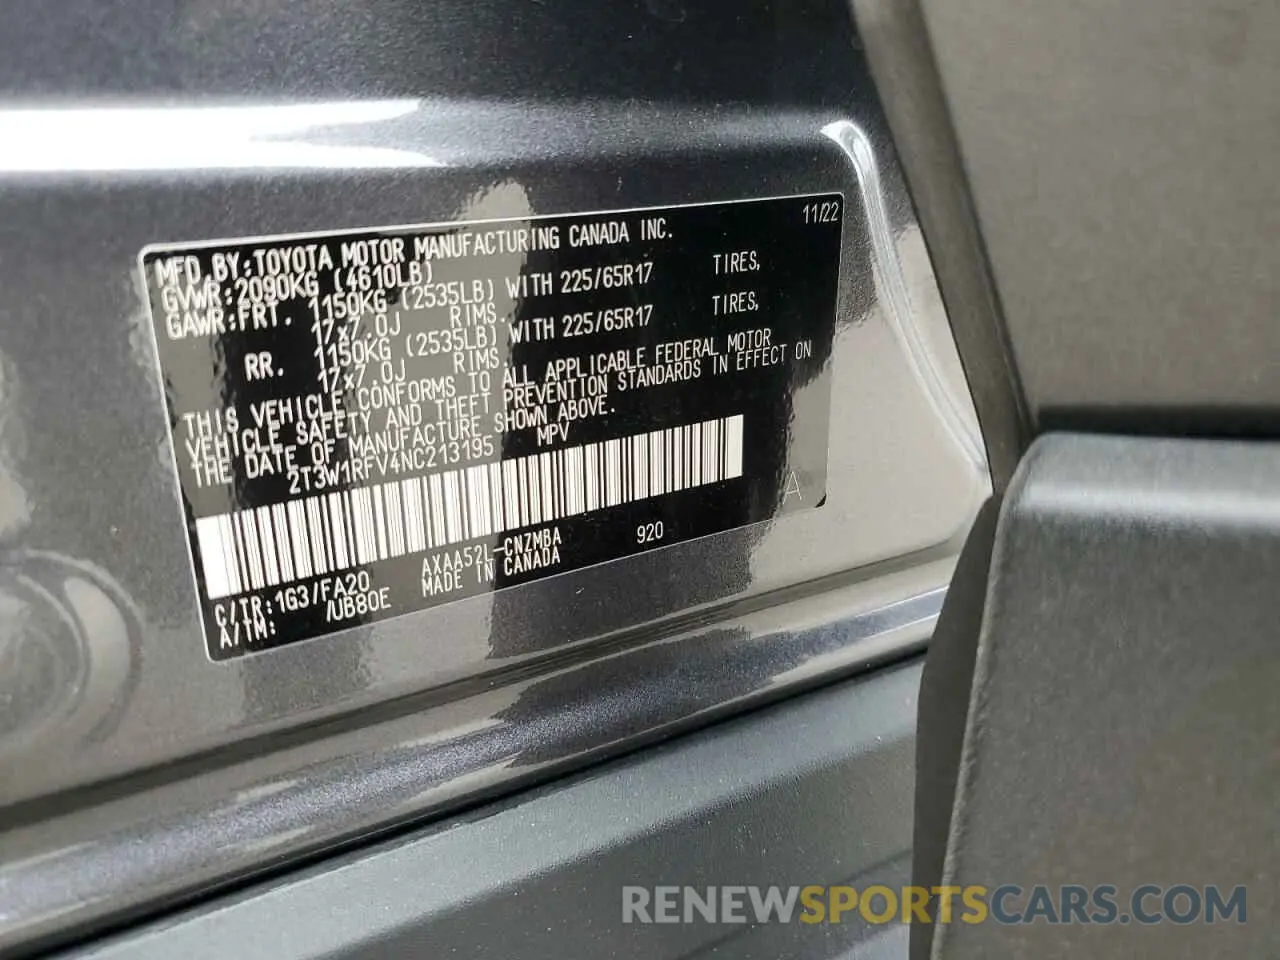 11/22
MFD.BY:TOYOTA MOTOR MANUFACTURING CANADA INC.
GVWR:2090KG (4610LB)
GAWR:FRT. 1150KG (2535LB) WITH 225/65R17 TIRES,
17x7.0J RIMS.
RR. 1150KG (2535LB) WITH 225/65R17 TIRES,
17x7.0J RIMS.
THIS VEHICLE CONFORMS TO ALL APPLICABLE FEDERAL MOTOR
VEHICLE SAFETY AND THEFT PREVENTION STANDARDS IN EFFECT ON
THE DATE OF MANUFACTURE SHOWN ABOVE.
2T3W1RFV4NC213195 MPV
A
C/TR:1G3/FA20 AXAA52L-CNZMBA 920
A/TM: /UB80E MADE IN CANADA
RENEWSPORTSCARS.COM